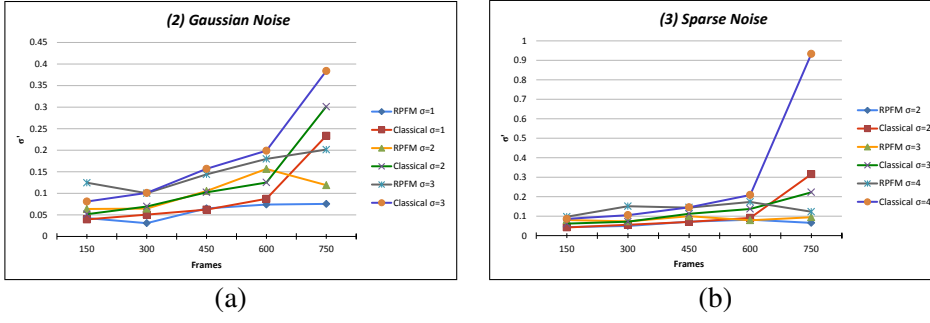 (2) Gaussian Noise
0.45
0.4
0.35
0.3
0.25
0.2
0.15
0.1
0.05
0
σ'
150 300 450 600 750
Frames
RPFM σ=1
Classical σ=1
RPFM σ=2
Classical σ=2
RPFM σ=3
Classical σ=3
(a)
(3) Sparse Noise
1
0.9
0.8
0.7
0.6
0.5
0.4
0.3
0.2
0.1
0
σ'
150 300 450 600 750
Frames
RPFM σ=2
Classical σ=2
RPFM σ=3
Classical σ=3
RPFM σ=4
Classical σ=4
(b)